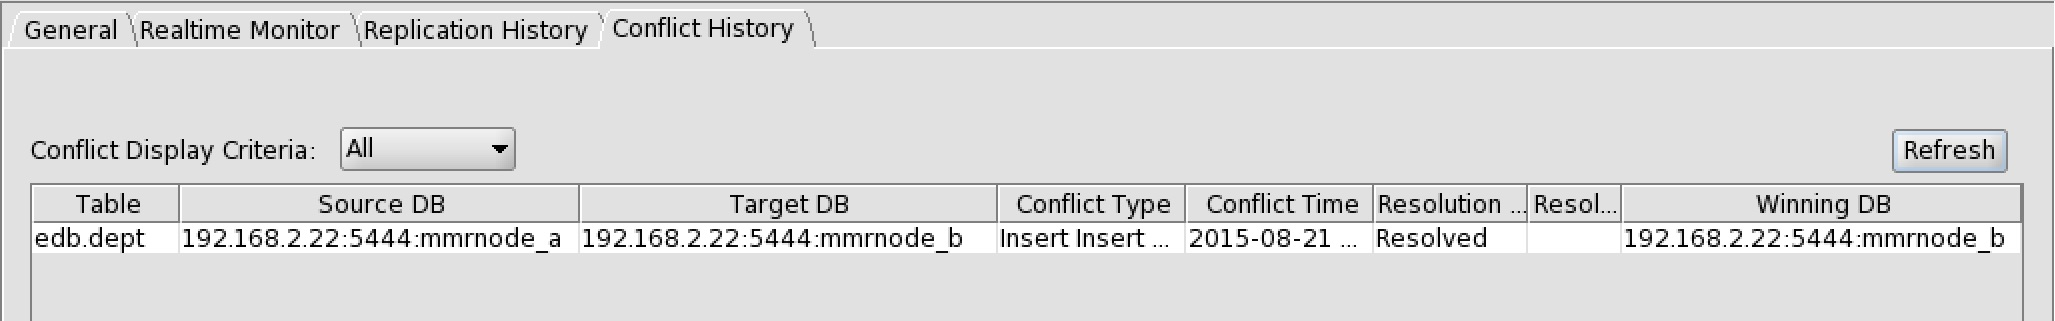 General Realtime Monitor Replication History Conflict History
Conflict Display Criteria: All Refresh
Table Source DB Target DB Conflict Type Conflict Time Resolution ... Resol... Winning DB
edb.dept 192.168.2.22:5444:mmrnode_a 192.168.2.22:5444:mmrnode_b Insert Insert ... 2015-08-21 ... Resolved 192.168.2.22:5444:mmrnode_b